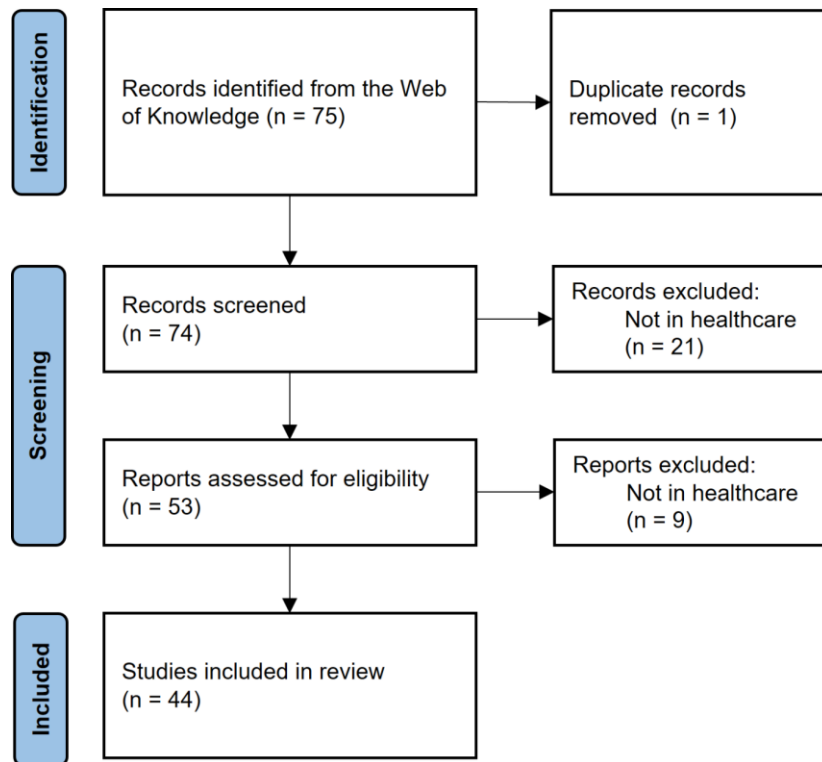 Identification
Records identified from the Web
of Knowledge (n = 75)
Duplicate records
removed (n = 1)
Screening
Records screened
(n = 74)
Records excluded:
Not in healthcare
(n = 21)
Reports assessed for eligibility
(n = 53)
Reports excluded:
Not in healthcare
(n = 9)
Included
Studies included in review
(n = 44)